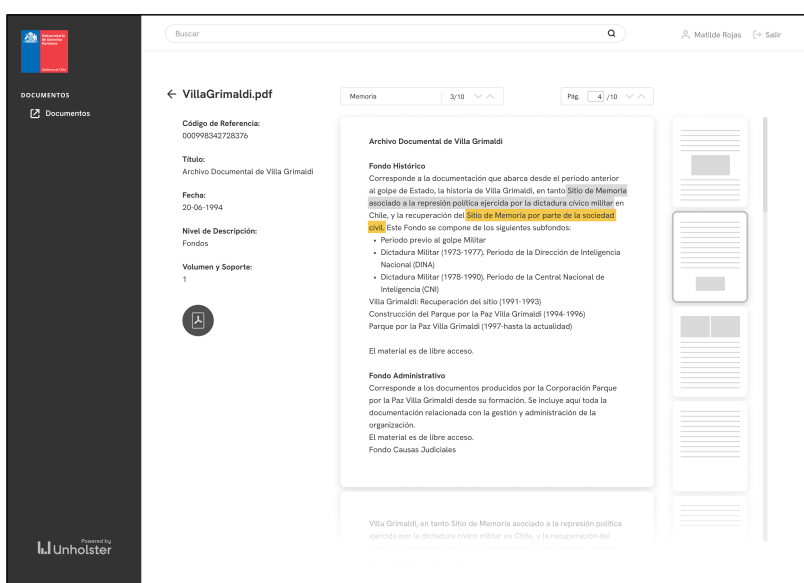 Subsecretaría
de Derechos
Humanos
Gobierno de Chile
DOCUMENTOS
Documentos
Powered by
Unholster
Buscar
Matilde Rojas
Salir
VillaGrimaldi.pdf
Código de Referencia:
000998342728376
Título:
Archivo Documental de Villa Grimaldi
Fecha:
20-06-1994
Nivel de Descripción:
Fondos
Volumen y Soporte:
1
Memoria 3/10
Pág. 4 /10
Archivo Documental de Villa Grimaldi
Fondo Histórico
Corresponde a la documentación que abarca desde el periodo anterior
al golpe de Estado, la historia de Villa Grimaldi, en tanto Sitio de Memoria
asociado a la represión política ejercida por la dictadura cívico militar en
Chile, y la recuperación del Sitio de Memoria por parte de la sociedad
civil. Este Fondo se compone de los siguientes subfondos:
• Periodo previo al golpe Militar
• Dictadura Militar (1973-1977). Periodo de la Dirección de Inteligencia
Nacional (DINA)
• Dictadura Militar (1978-1990). Periodo de la Central Nacional de
Inteligencia (CNI)
Villa Grimaldi: Recuperación del sitio (1991-1993)
Construcción del Parque por la Paz Villa Grimaldi (1994-1996)
Parque por la Paz Villa Grimaldi (1997-hasta la actualidad)
El material es de libre acceso.
Fondo Administrativo
Corresponde a los documentos producidos por la Corporación Parque
por la Paz Villa Grimaldi desde su formación. Se incluye aquí toda la
documentación relacionada con la gestión y administración de la
organización.
El material es de libre acceso.
Fondo Causas Judiciales
Villa Grimaldi, en tanto Sitio de Memoria asociado a la represión política
ejercida por la dictadura cívico militar en Chile, y la recuperación del